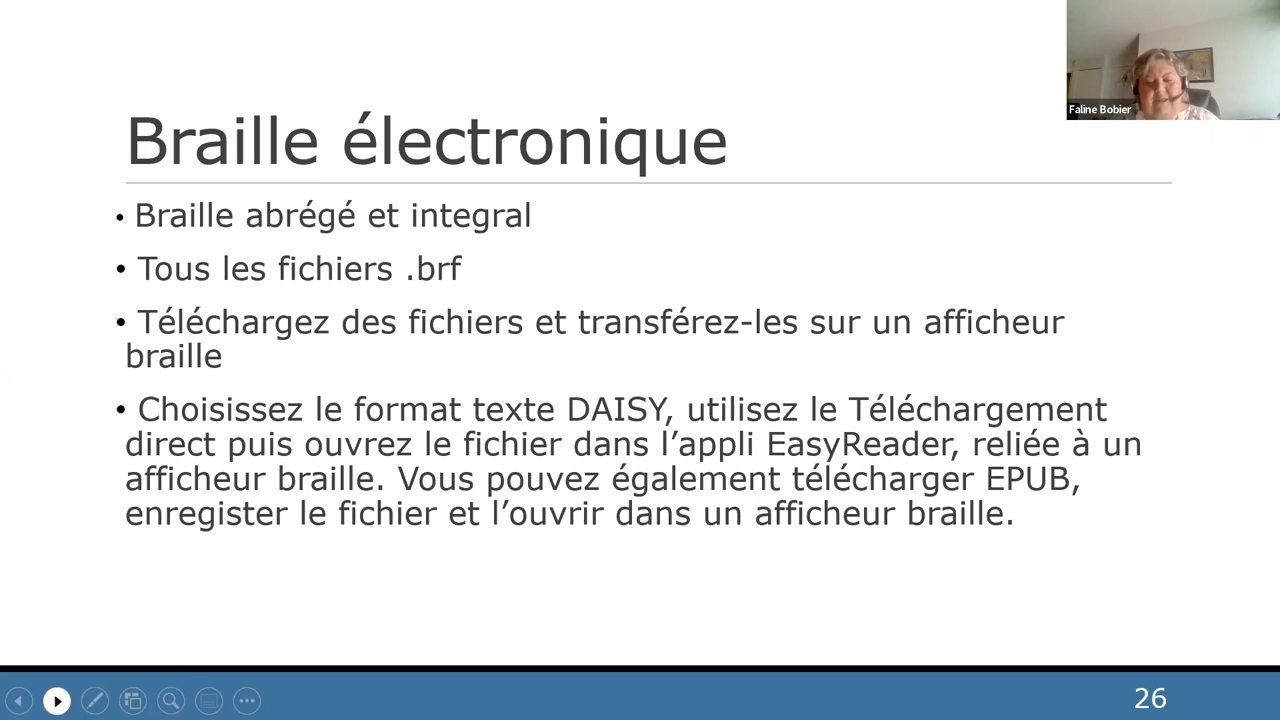 Faline Bobier
Braille électronique
• Braille abrégé et integral
• Tous les fichiers .brf
• Téléchargez des fichiers et transférez-les sur un afficheur
braille
• Choisissez le format texte DAISY, utilisez le Téléchargement
direct puis ouvrez le fichier dans l’appli EasyReader, reliée à un
afficheur braille. Vous pouvez également télécharger EPUB,
enregister le fichier et l’ouvrir dans un afficheur braille.
26